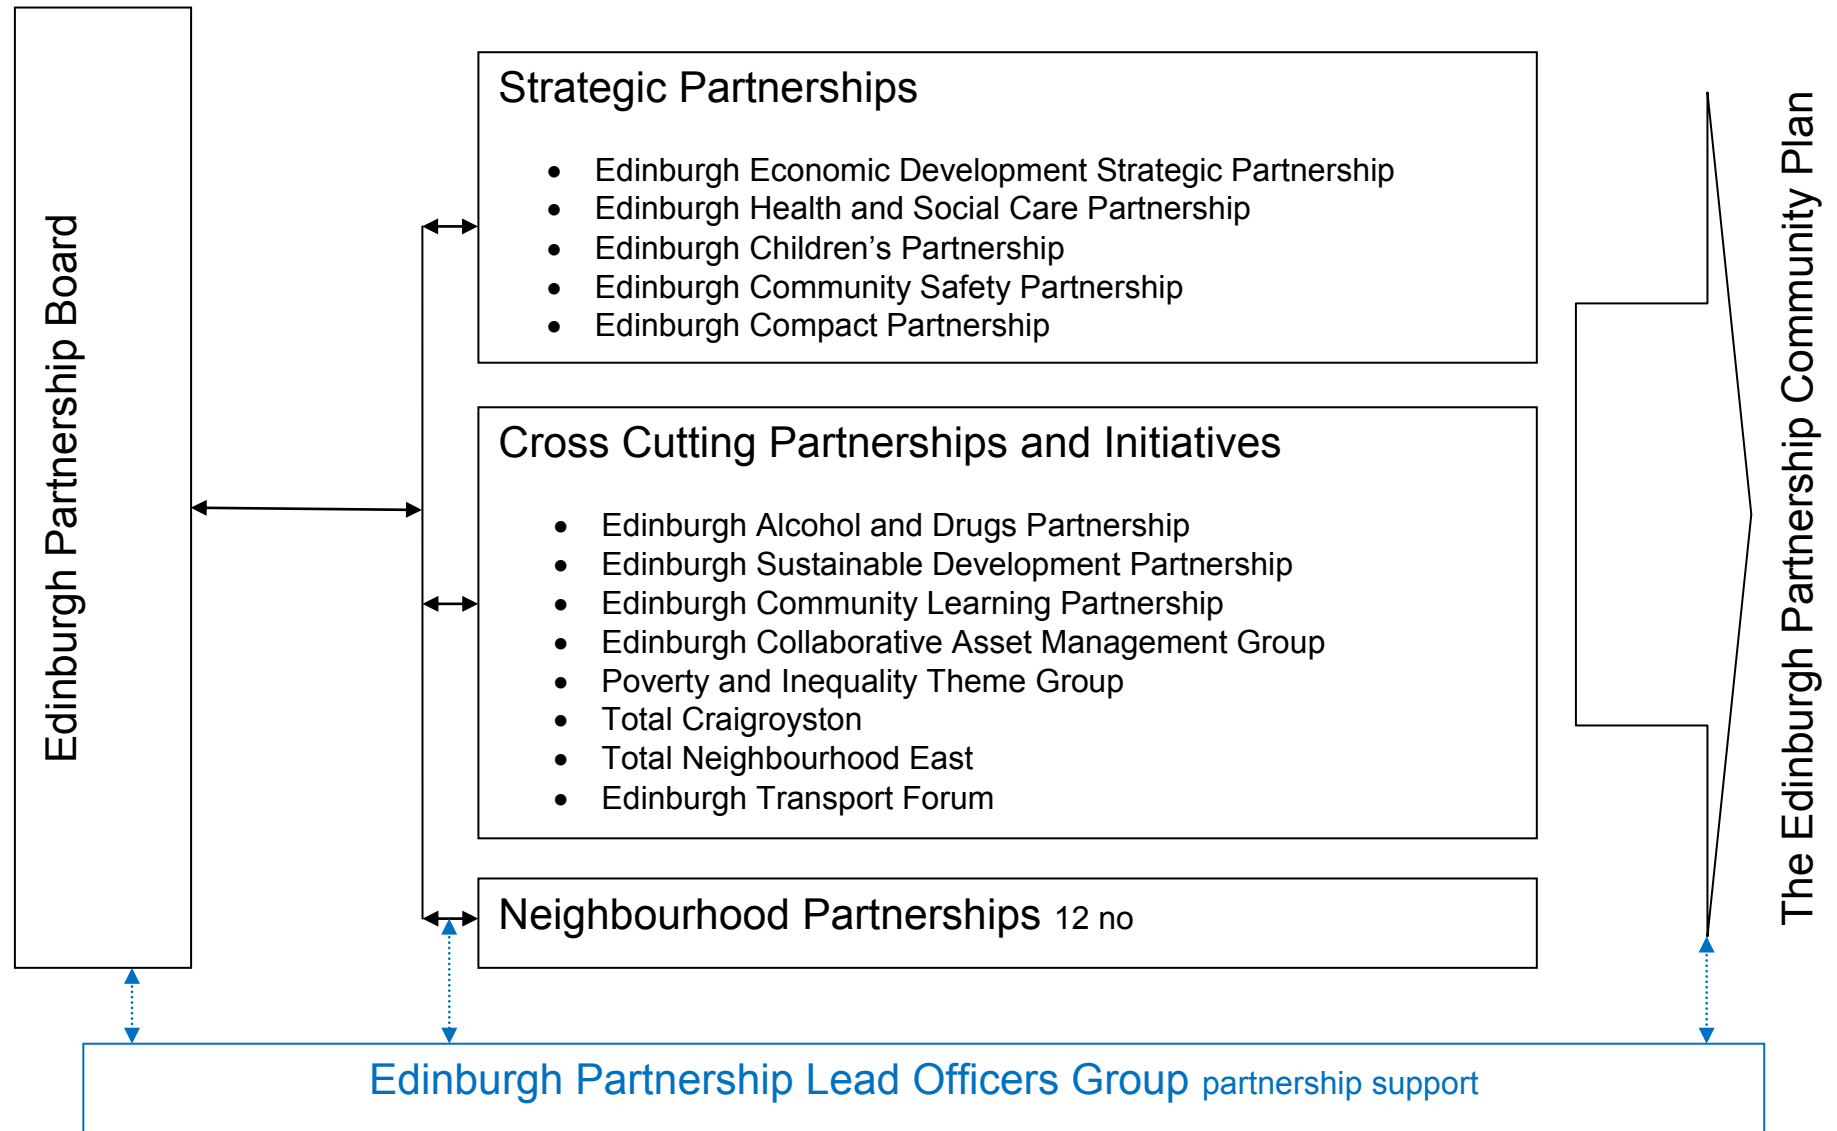 Edinburgh Partnership Board
Strategic Partnerships
• Edinburgh Economic Development Strategic Partnership
• Edinburgh Health and Social Care Partnership
• Edinburgh Children’s Partnership
• Edinburgh Community Safety Partnership
• Edinburgh Compact Partnership
Cross Cutting Partnerships and Initiatives
• Edinburgh Alcohol and Drugs Partnership
• Edinburgh Sustainable Development Partnership
• Edinburgh Community Learning Partnership
• Edinburgh Collaborative Asset Management Group
• Poverty and Inequality Theme Group
• Total Craigroyston
• Total Neighbourhood East
• Edinburgh Transport Forum
Neighbourhood Partnerships 12 no
The Edinburgh Partnership Community Plan
Edinburgh Partnership Lead Officers Group partnership support